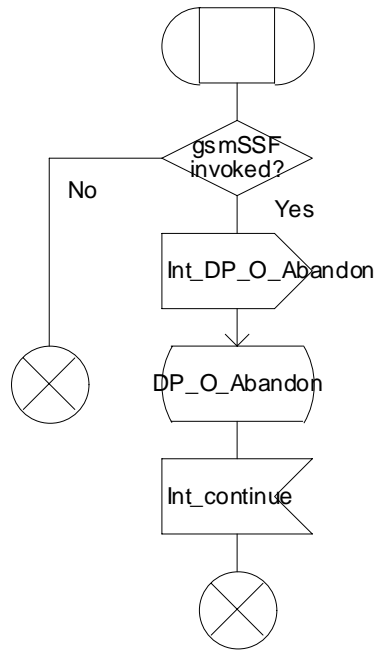 gsmSSF
invoked?
No
Yes
Int_DP_O_Abandon
DP_O_Abandon
Int_continue